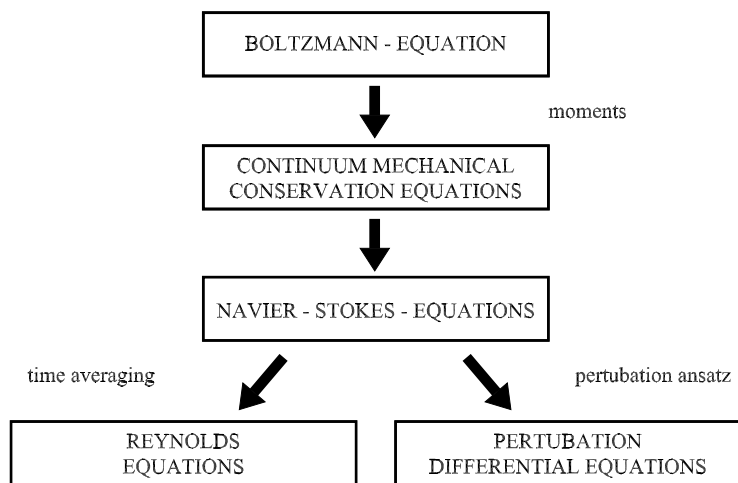 BOLTZMANN - EQUATION
moments
CONTINUUM MECHANICAL
CONSERVATION EQUATIONS
NAVIER - STOKES - EQUATIONS
time averaging
pertubation ansatz
REYNOLDS
EQUATIONS
PERTUBATION
DIFFERENTIAL EQUATIONS